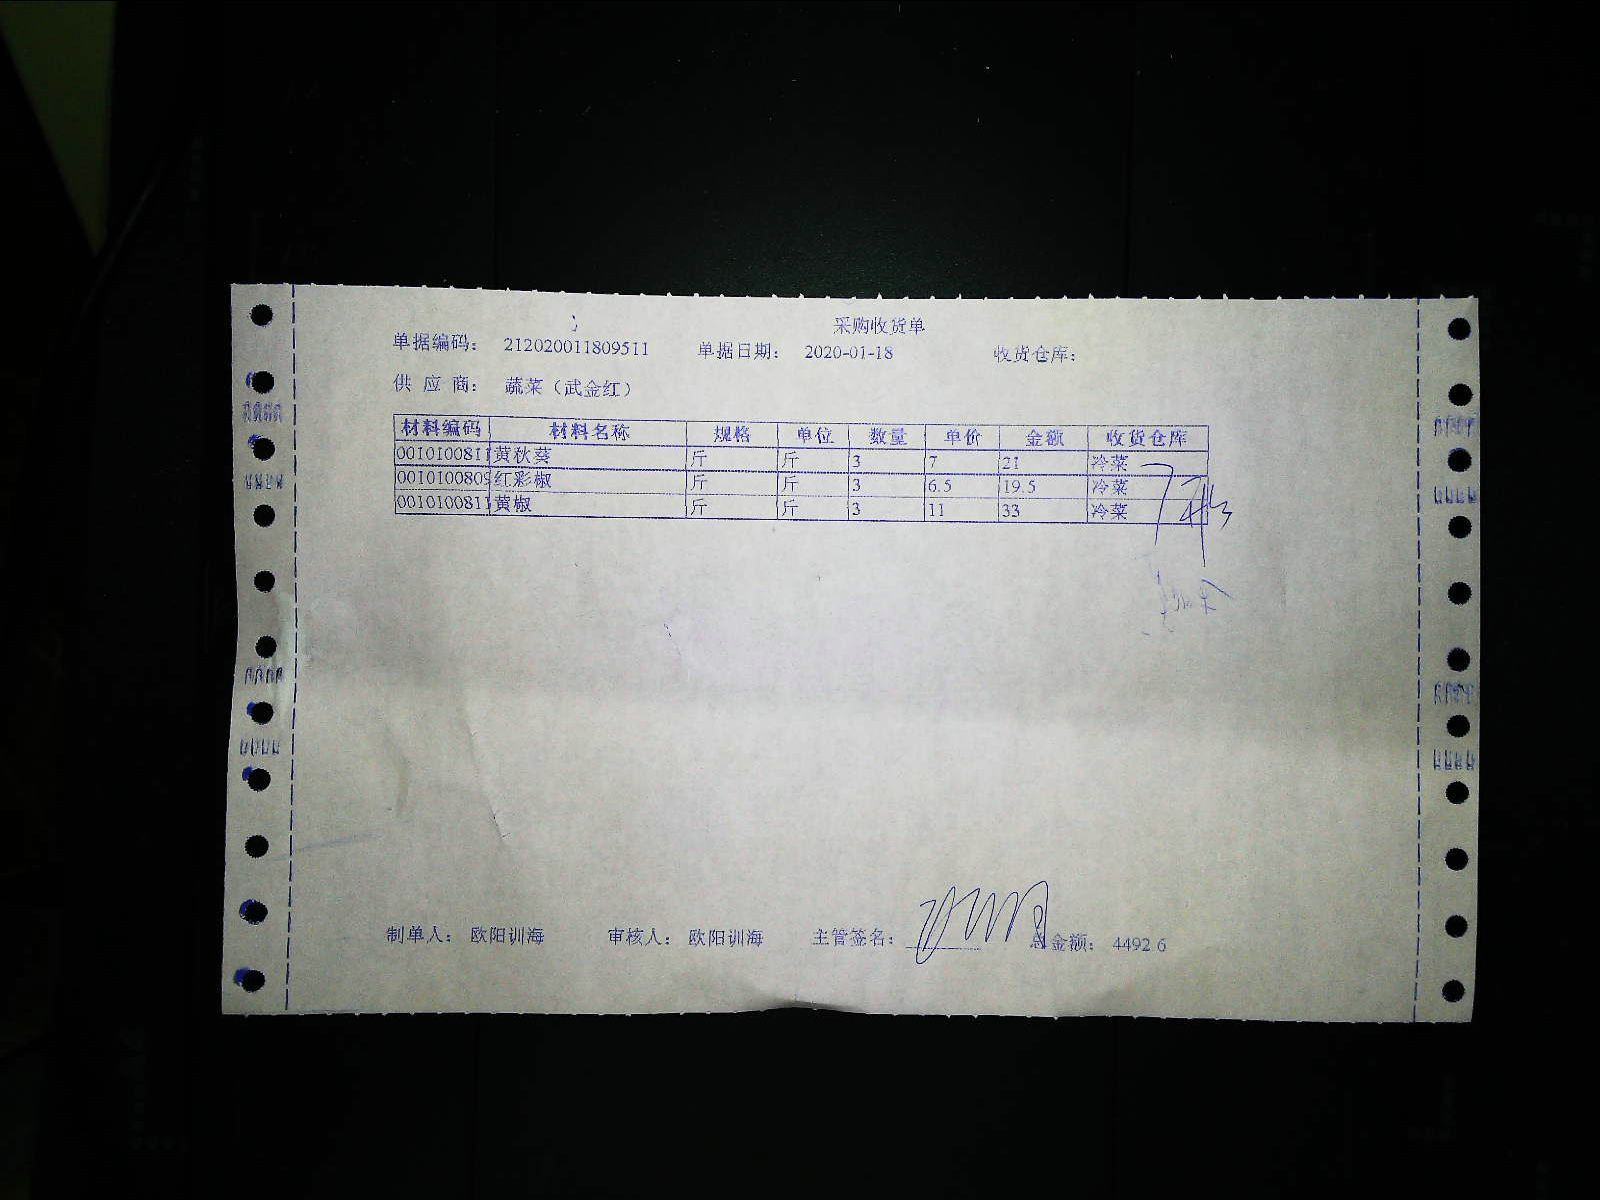 采购收货单
单据编码： 212020011809511 单据日期： 2020-01-18 收货仓库：
供 应 商： 蔬菜（武金红）
材料编码 材料名称 规格 单位 数量 单价 金额 收货仓库
0010100811 黄秋葵 斤 斤 3 7 21 冷菜
001010080 红彩椒 斤 斤 3 6.5 19.5 冷菜
001010081 黄椒 斤 斤 3 11 33 冷菜
制单人： 欧阳训海 审核人： 欧阳训海 主管签名： 总金额： 4492 6